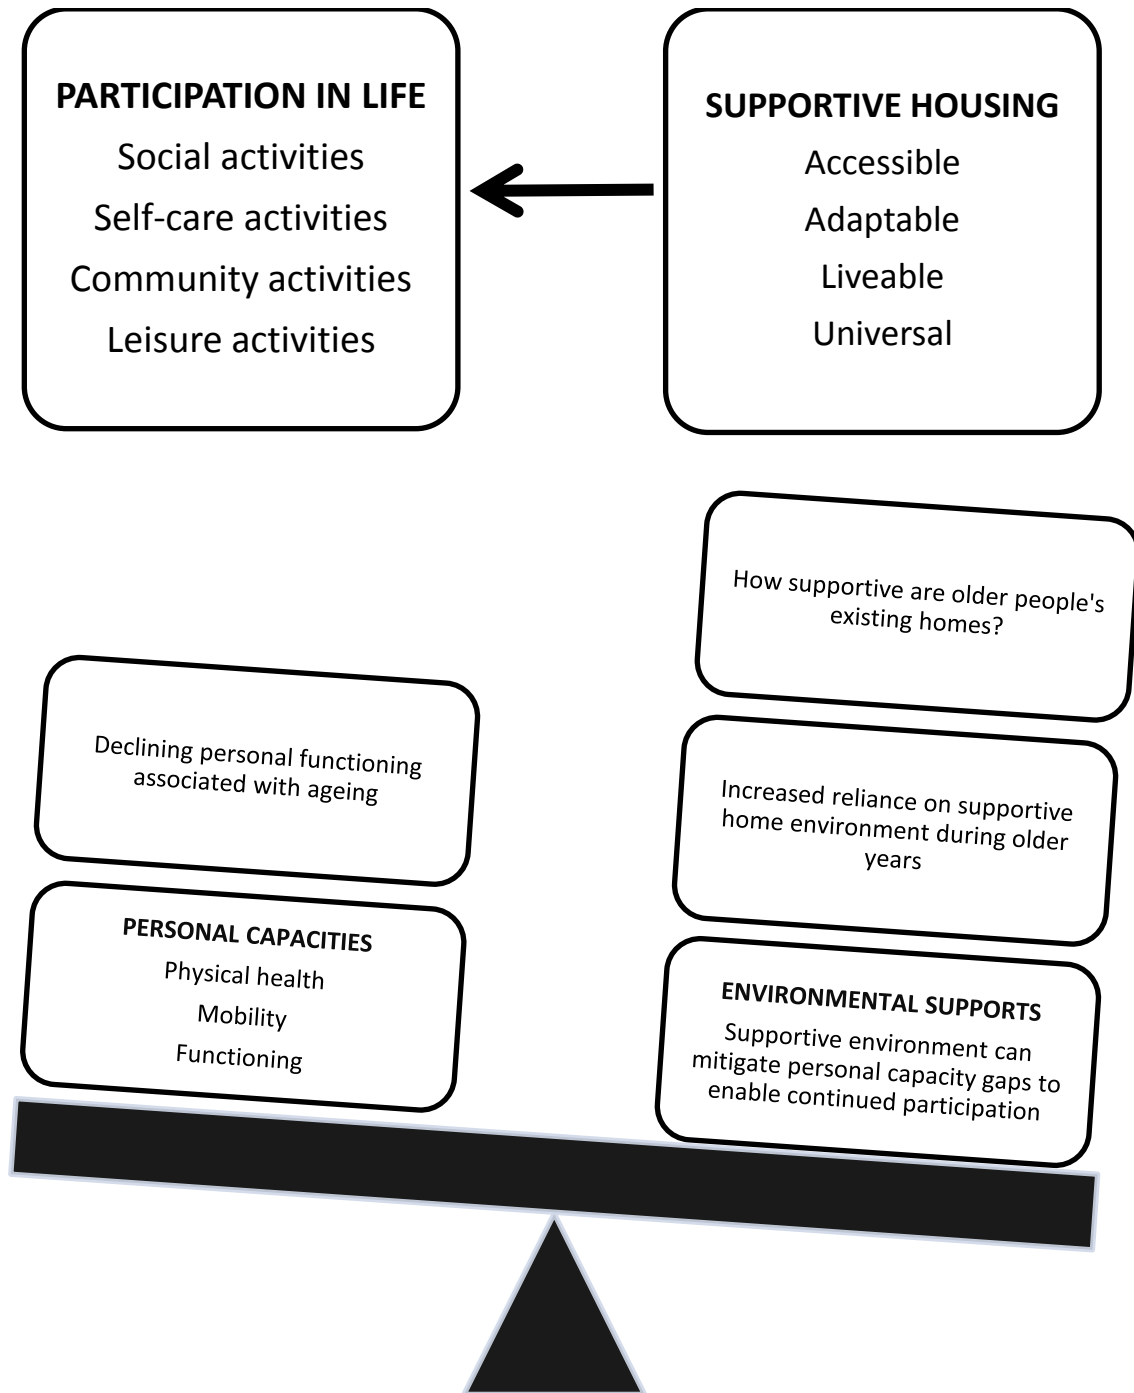 PARTICIPATION IN LIFE
Social activities
Self-care activities
Community activities
Leisure activities
SUPPORTIVE HOUSING
Accessible
Adaptable
Liveable
Universal
Declining personal functioning
associated with ageing
PERSONAL CAPACITIES
Physical health
Mobility
Functioning
How supportive are older people's
existing homes?
Increased reliance on supportive
home environment during older
years
ENVIRONMENTAL SUPPORTS
Supportive environment can
mitigate personal capacity gaps to
enable continued participation